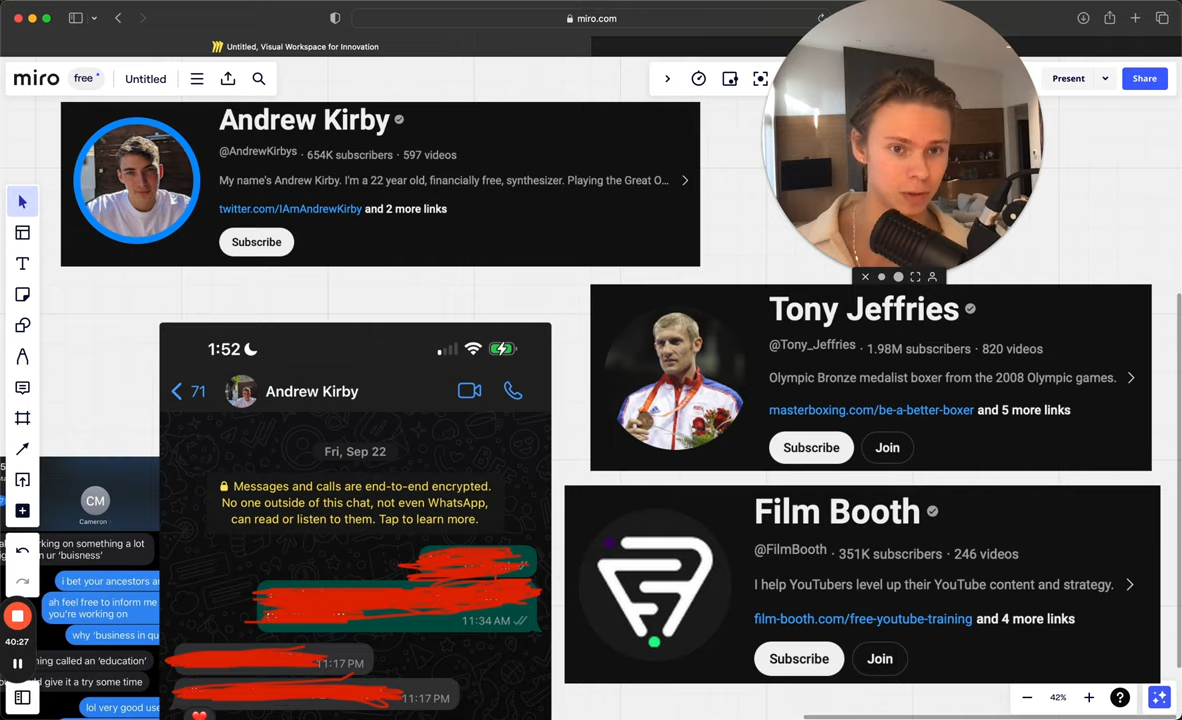 miro.com
Untitled, Visual Workspace for Innovation
miro
free
Untitled
Present
Share
Andrew Kirby
@AndrewKirbys · 654K subscribers · 597 videos
My name's Andrew Kirby. I'm a 22 year old, financially free, synthesizer. Playing the Great O...
twitter.com/IAmAndrewKirby and 2 more links
Subscribe
Tony Jeffries
@Tony_Jeffries · 1.98M subscribers · 820 videos
Olympic Bronze medalist boxer from the 2008 Olympic games.
masterboxing.com/be-a-better-boxer and 5 more links
Subscribe
Join
1:52
71
Andrew Kirby
Fri, Sep 22
Messages and calls are end-to-end encrypted.
No one outside of this chat, not even WhatsApp,
can read or listen to them. Tap to learn more.
11:34 AM
11:17 PM
11:17 PM
Film Booth
@FilmBooth · 351K subscribers · 246 videos
I help YouTubers level up their YouTube content and strategy.
film-booth.com/free-youtube-training and 4 more links
Subscribe
Join
CM
Cameron
king on something a lot
n ur 'buisness'
i bet your ancestors
ah feel free to inform me
you're working on
why 'business in qu
ing called an 'education'
d give it a try some time
lol very good use
40:27
42%